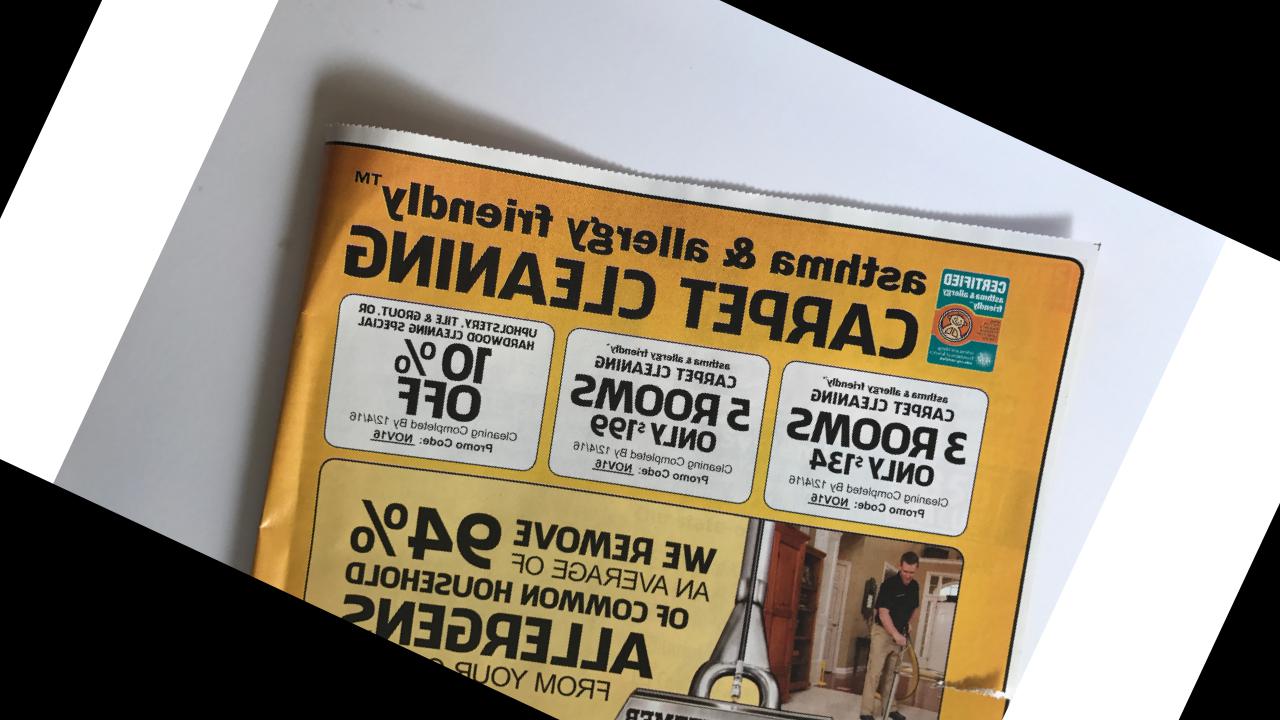 asthma & allergy friendly™
CARPET CLEANING
CERTIFIED
asthma & allergy
friendly™
asthma & allergy friendly™
CARPET CLEANING
3 ROOMS
ONLY $134
Cleaning Completed By 12/4/16
Promo Code: NOV16
asthma & allergy friendly™
CARPET CLEANING
5 ROOMS
ONLY $199
Cleaning Completed By 12/4/16
Promo Code: NOV16
UPHOLSTERY, TILE & GROUT, OR
HARDWOOD CLEANING SPECIAL
10%
OFF
Cleaning Completed By 12/4/16
Promo Code: NOV16
WE REMOVE
AN AVERAGE OF
94%
OF COMMON HOUSEHOLD
ALLERGENS
FROM YOUR